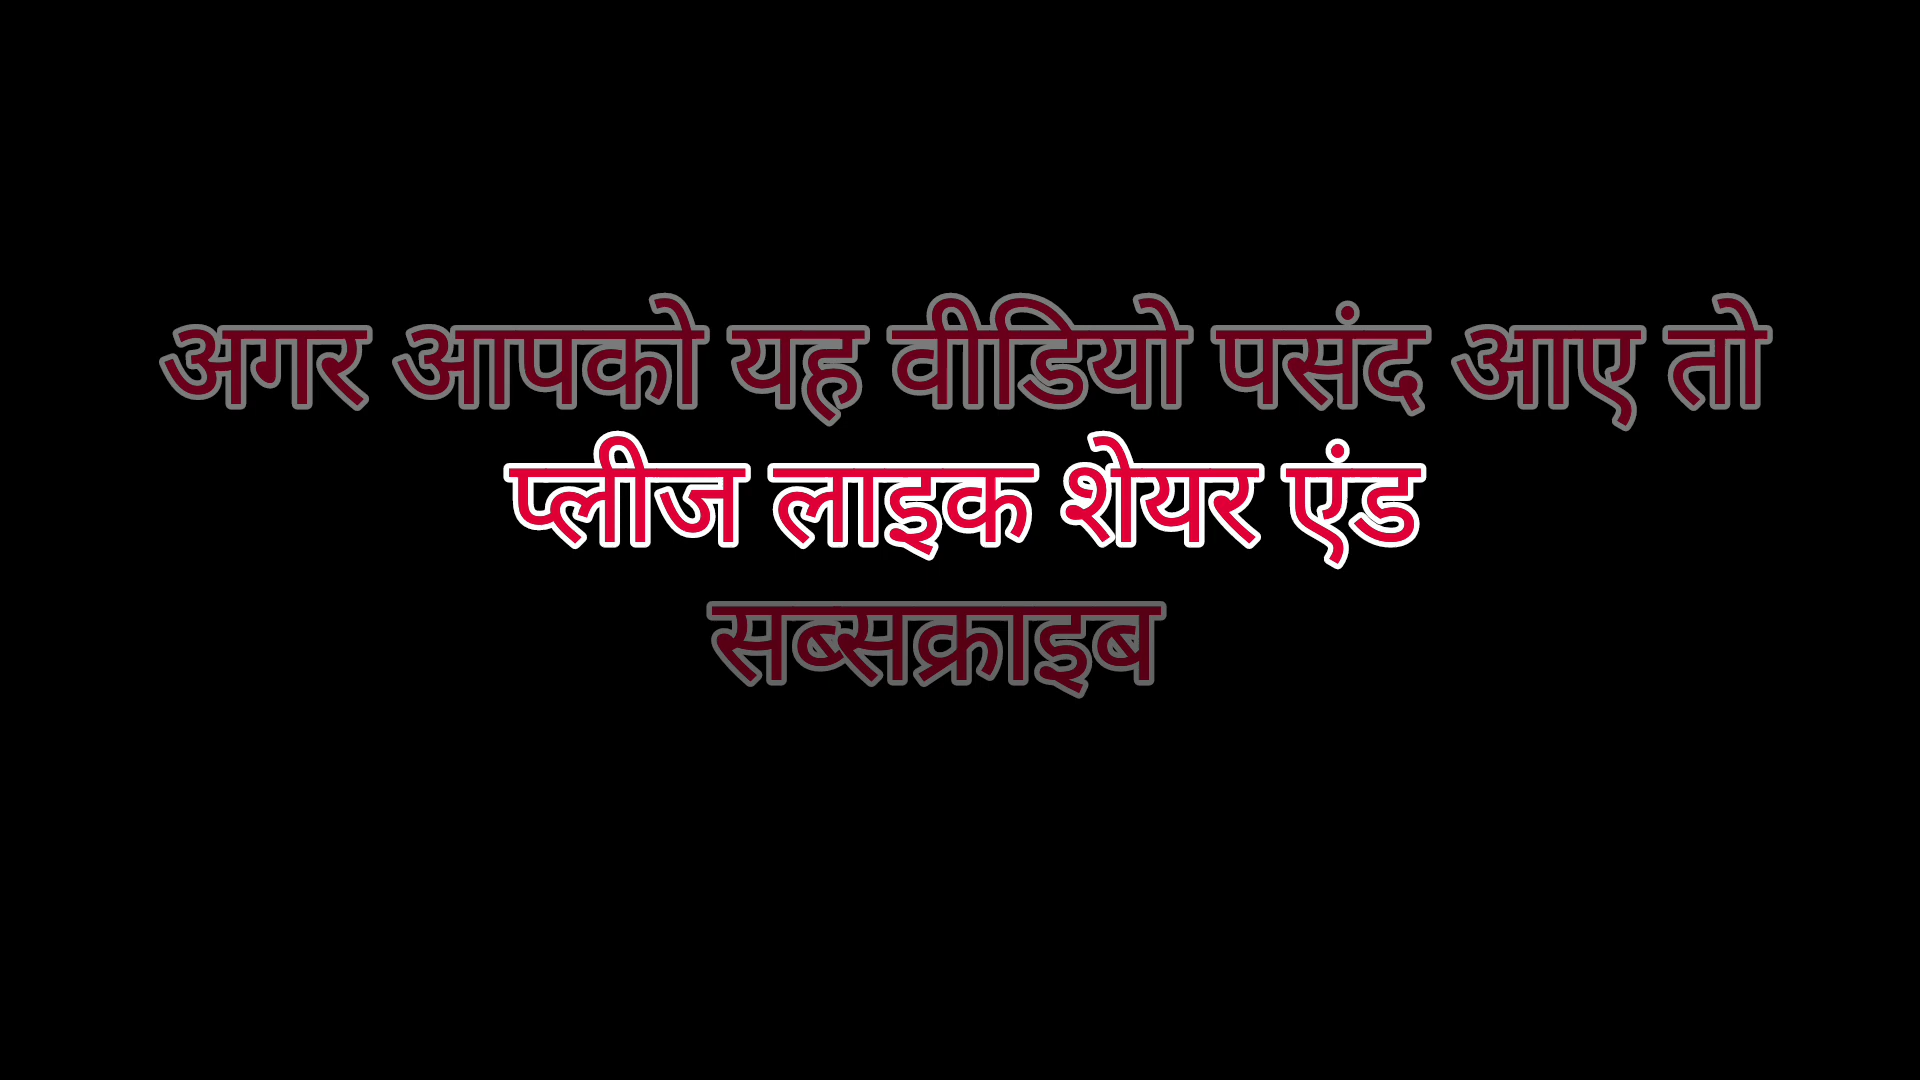 अगर आपको यह वीडियो पसंद आए तो
प्लीज लाइक शेयर एंड
सब्सक्राइब